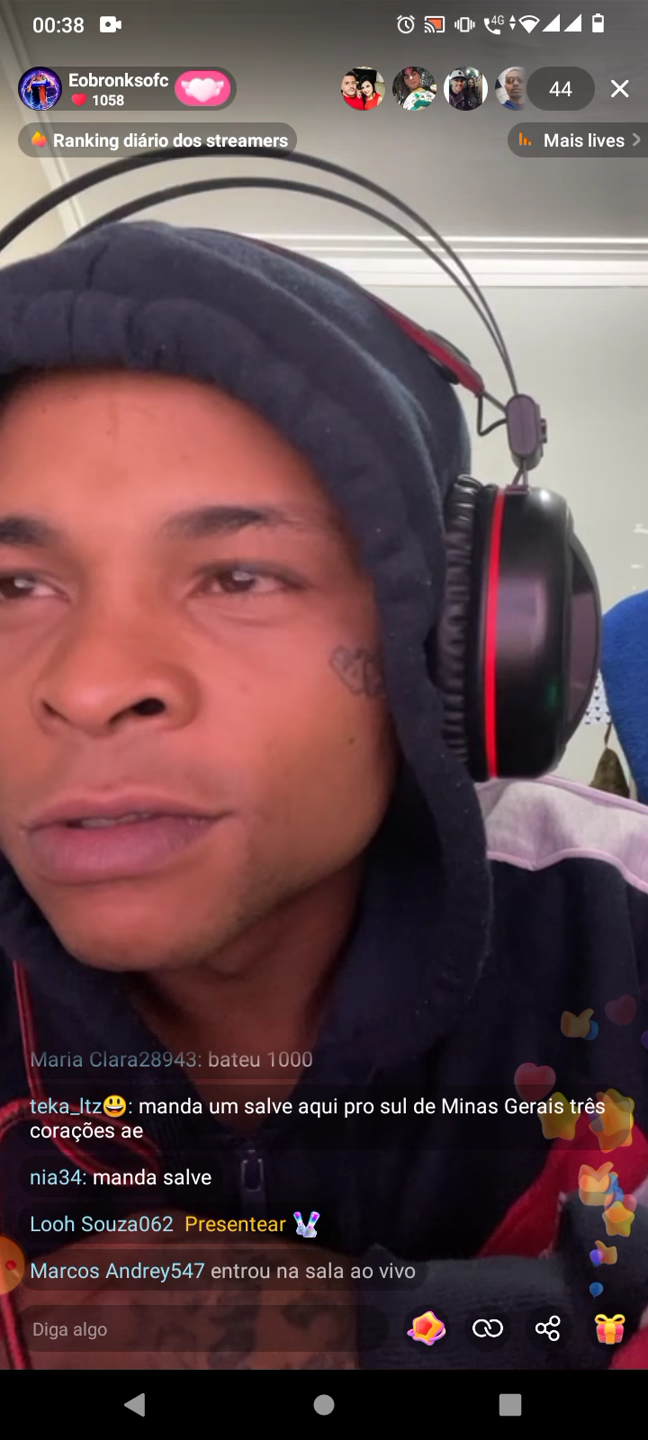 00:38
4G
Eobronksofc
1058
44
Ranking diário dos streamers
Mais lives
Maria Clara28943: bateu 1000
teka_ltz😃: manda um salve aqui pro sul de Minas Gerais três
corações ae
nia34: manda salve
Looh Souza062 Presentear
Marcos Andrey547 entrou na sala ao vivo
Diga algo